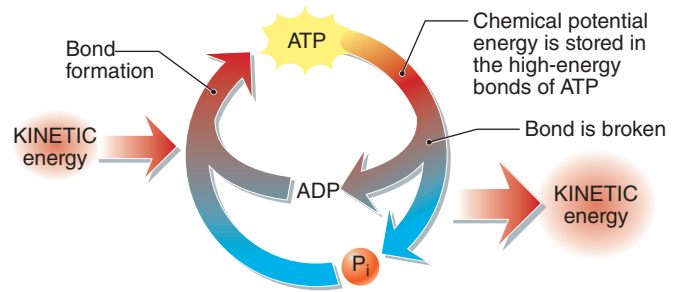 Bond
formation
ATP
Chemical potential
energy is stored in
the high-energy
bonds of ATP
Bond is broken
KINETIC
energy
ADP
KINETIC
energy
Pi